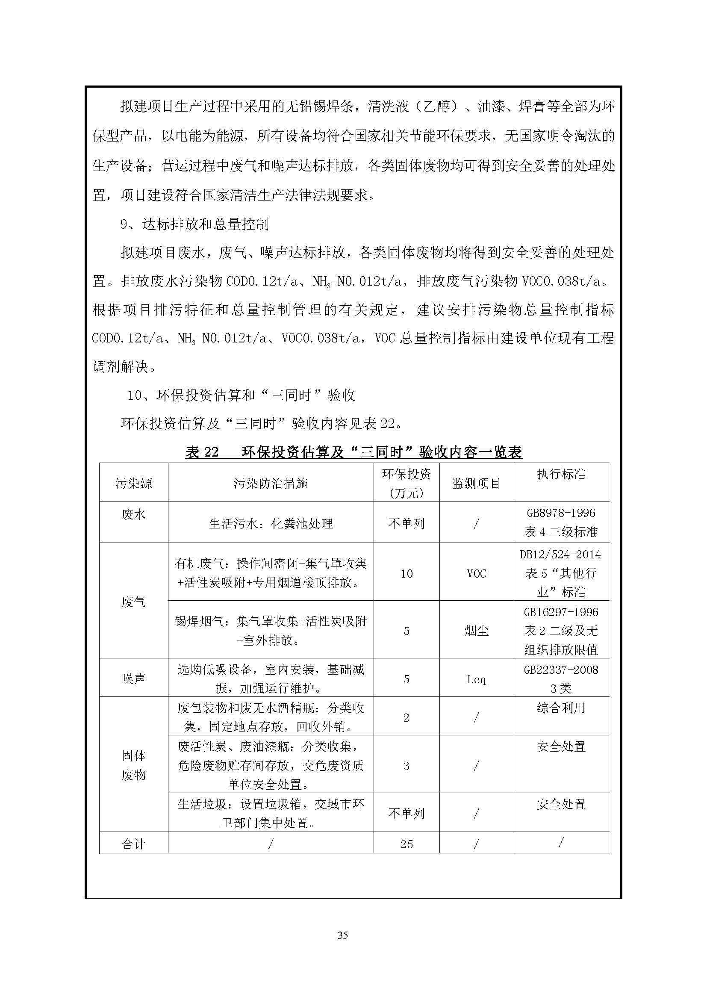 拟建项目生产过程中采用的无铅锡焊条，清洗液（乙醇）、油漆、焊膏等全部为环
保型产品，以电能为能源，所有设备均符合国家相关节能环保要求，无国家明令淘汰的
生产设备；营运过程中废气和噪声达标排放，各类固体废物均可得到安全妥善的处理处
置，项目建设符合国家清洁生产法律法规要求。
9、达标排放和总量控制
拟建项目废水，废气、噪声达标排放，各类固体废物均将得到安全妥善的处理处
置。排放废水污染物 COD0.12t/a、NH₃-N0.012t/a，排放废气污染物 VOC0.038t/a。
根据项目排污特征和总量控制管理的有关规定，建议安排污染物总量控制指标
COD0.12t/a、NH₃-N0.012t/a、VOC0.038t/a，VOC 总量控制指标由建设单位现有工程
调剂解决。
10、环保投资估算和“三同时”验收
环保投资估算及“三同时”验收内容见表 22。
表 22 环保投资估算及“三同时”验收内容一览表
污染源 污染防治措施 环保投资 监测项目 执行标准
(万元)
废水 生活污水：化粪池处理 不单列 / GB8978-1996
表 4 三级标准
废气 有机废气：操作间密闭+集气罩收集
+活性炭吸附+专用烟道楼顶排放。 10 VOC DB12/524-2014
表 5“其他行
业”标准
锡焊烟气：集气罩收集+活性炭吸附
+室外排放。 5 烟尘 GB16297-1996
表 2 二级及无
组织排放限值
噪声 选购低噪设备，室内安装，基础减
振，加强运行维护。 5 Leq GB22337-2008
3 类
固体
废物
废包装物和废无水酒精瓶：分类收
集，固定地点存放，回收外销。 2 / 综合利用
废活性炭、废油漆瓶：分类收集，
危险废物贮存间存放，交危废资质
单位安全处置。 3 / 安全处置
生活垃圾：设置垃圾箱，交城市环
卫部门集中处置。 不单列 / 安全处置
合计 / 25 / /
35